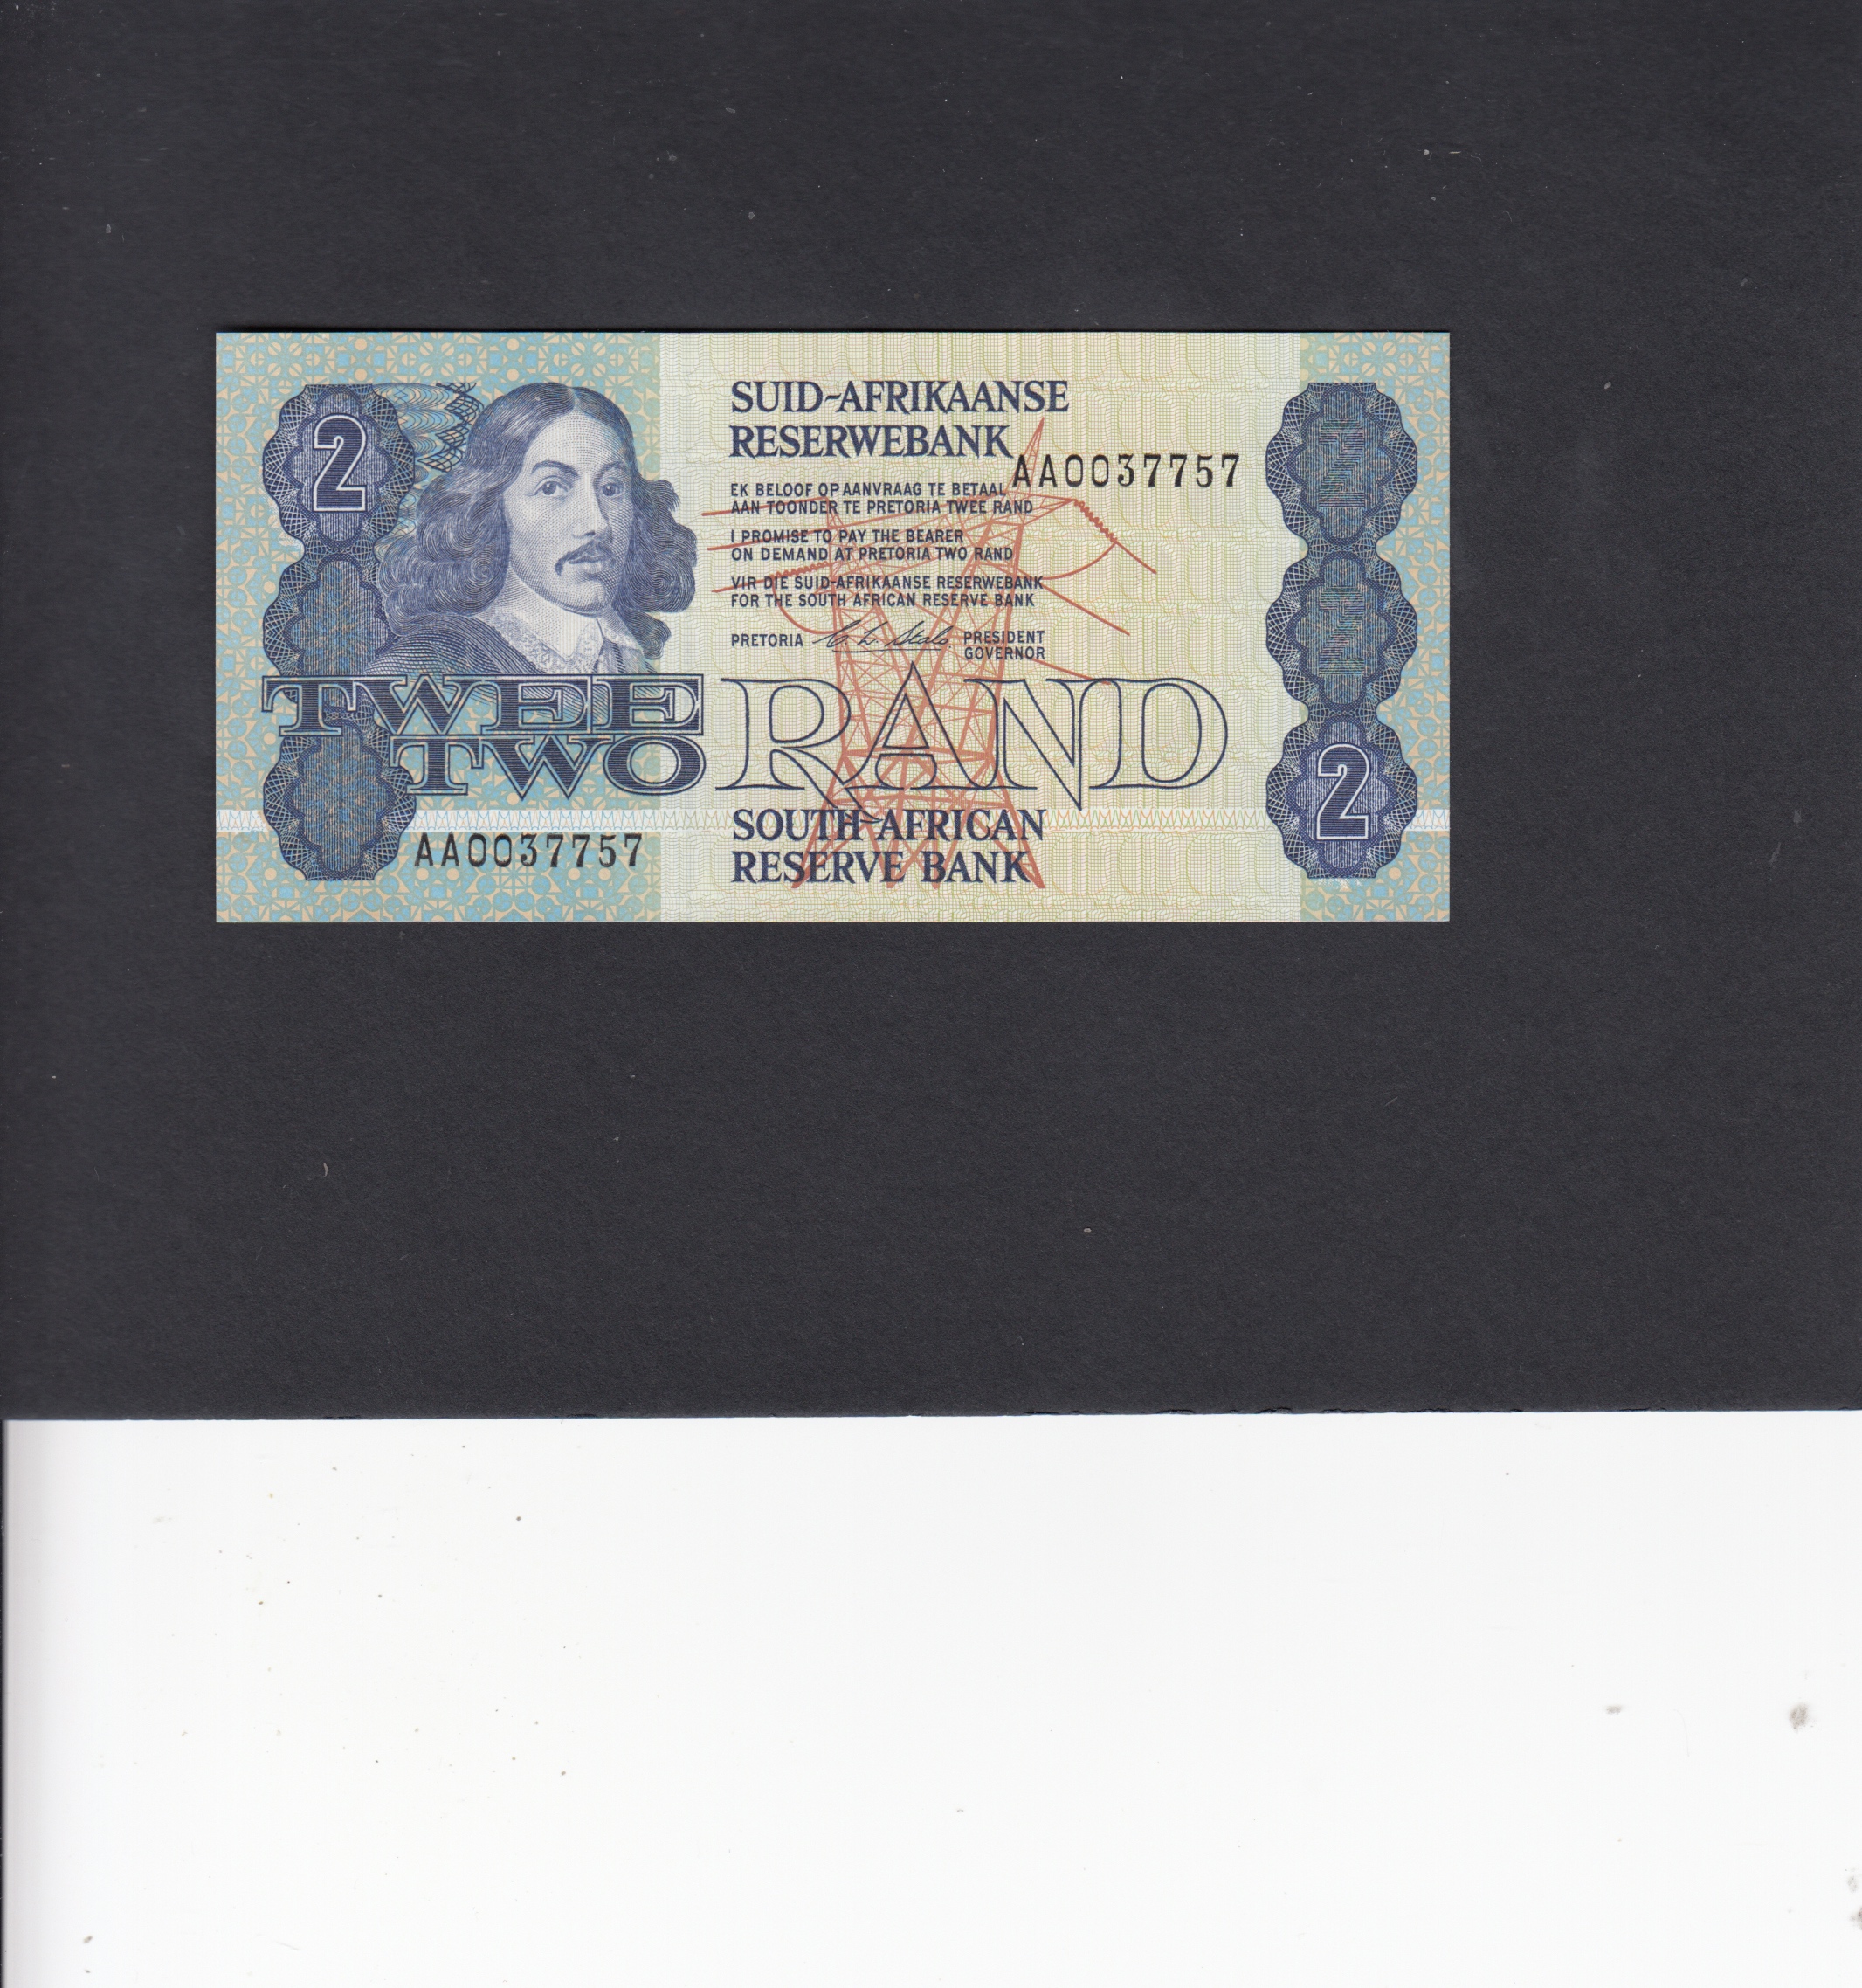 2
SUID-AFRIKAANSE
RESERWEBANK
AA0037757
EK BELOOF OP AANVRAAG TE BETAAL
AAN TOONDER TE PRETORIA TWEE RAND
I PROMISE TO PAY THE BEARER
ON DEMAND AT PRETORIA TWO RAND
VIR DIE SUID-AFRIKAANSE RESERWEBANK
FOR THE SOUTH AFRICAN RESERVE BANK
PRETORIA C L Stals PRESIDENT
GOVERNOR
TWEE
TWO RAND
2
SOUTH AFRICAN
RESERVE BANK
AA0037757